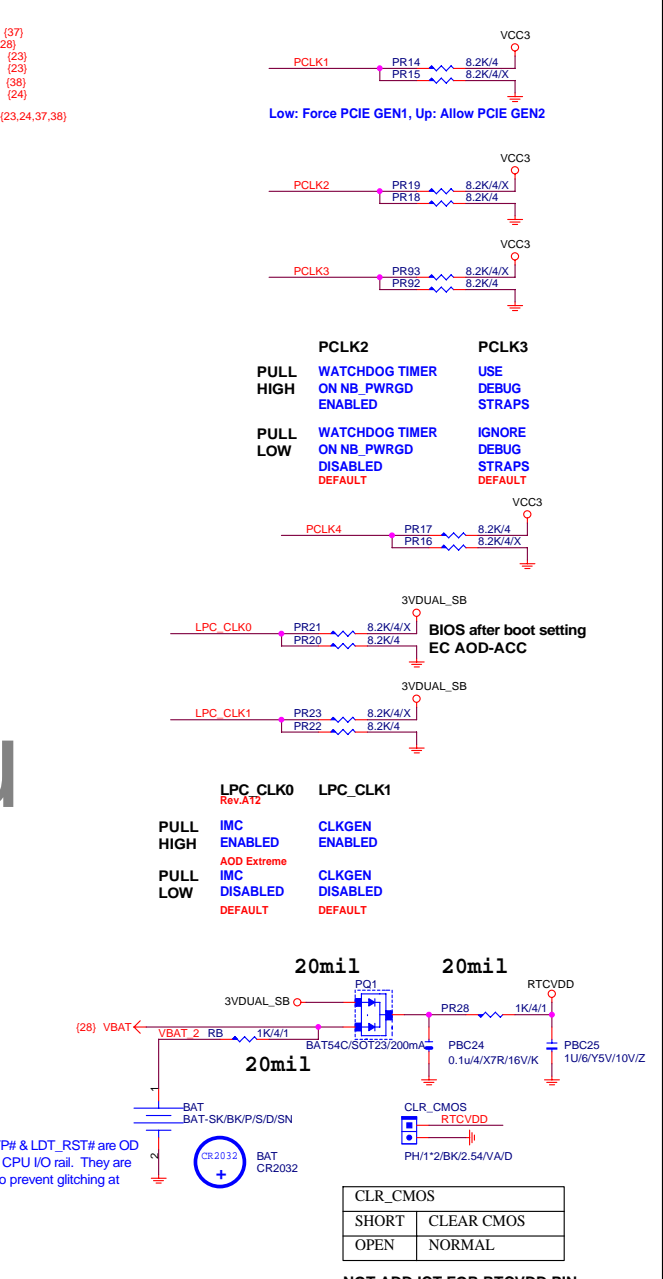 {37}
28}
{23}
{23}
{38}
{24}
{23,24,37,38}
VCC3
PCLK1 PR14 8.2K/4
PR15 8.2K/4/X
Low: Force PCIE GEN1, Up: Allow PCIE GEN2
VCC3
PCLK2 PR19 8.2K/4/X
PR18 8.2K/4
VCC3
PCLK3 PR93 8.2K/4/X
PR92 8.2K/4
PCLK2 PCLK3
PULL WATCHDOG TIMER USE
HIGH ON NB_PWRGD DEBUG
ENABLED STRAPS
PULL WATCHDOG TIMER IGNORE
LOW ON NB_PWRGD DEBUG
DISABLED STRAPS
DEFAULT DEFAULT
VCC3
PCLK4 PR17 8.2K/4
PR16 8.2K/4/X
3VDUAL_SB
LPC_CLK0 PR21 8.2K/4/X BIOS after boot setting
PR20 8.2K/4 EC AOD-ACC
3VDUAL_SB
LPC_CLK1 PR23 8.2K/4/X
PR22 8.2K/4
LPC_CLK0 LPC_CLK1
Rev.AT2
PULL IMC CLKGEN
HIGH ENABLED ENABLED
AOD Extreme
PULL IMC CLKGEN
LOW DISABLED DISABLED
DEFAULT DEFAULT
20mil 20mil
PQ1 RTCVDD
3VDUAL_SB PR28 1K/4/1
{28} VBAT
VBAT_2 RB 1K/4/1
BAT54C/SOT23/200mA PBC24 PBC25
0.1u/4/X7R/16V/K 1U/6/Y5V/10V/Z
20mil
1
BAT
BAT-SK/BK/P/S/D/SN
2
CR2032
+
BAT
CR2032
CLR_CMOS
RTCVDD
PH/1*2/BK/2.54/VA/D
P# & LDT_RST# are OD
CPU I/O rail. They are
o prevent glitching at
CLR_CMOS
SHORT CLEAR CMOS
OPEN NORMAL